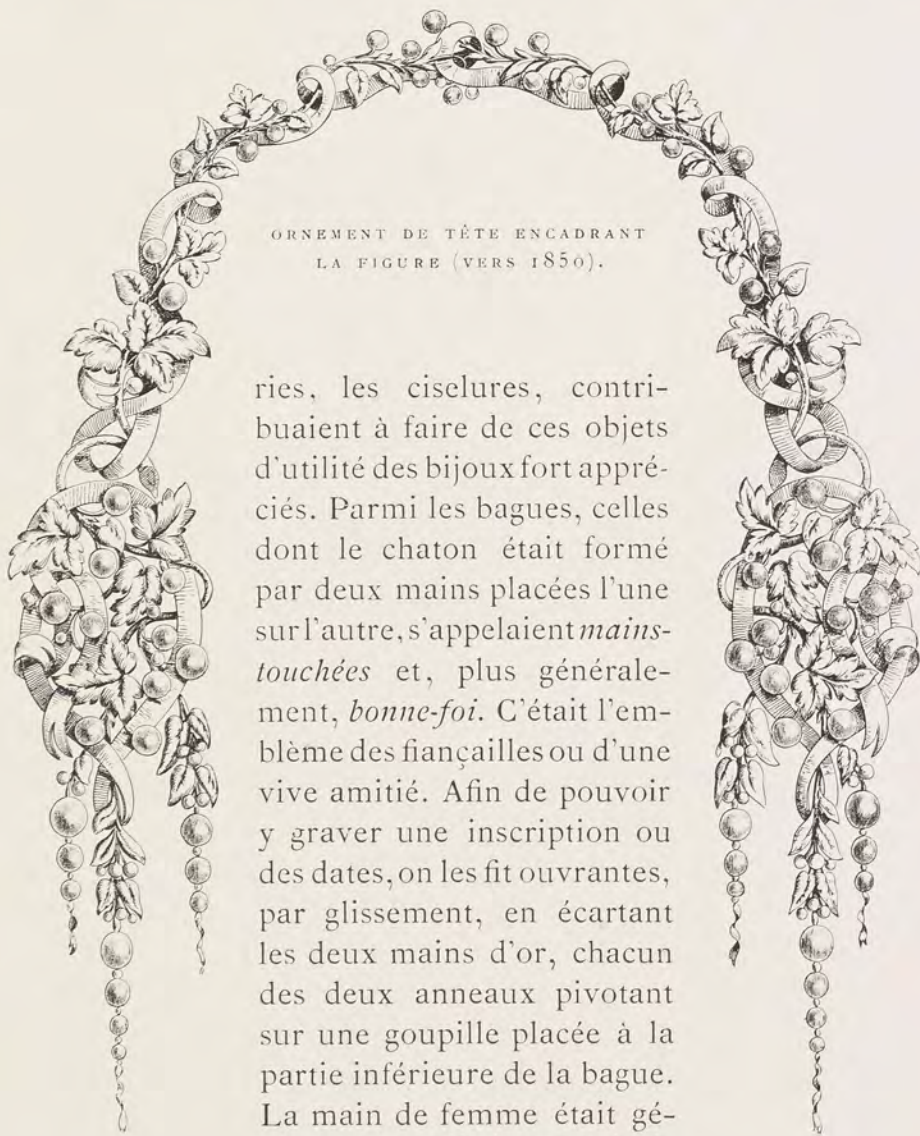 ORNEMENT DE TÊTE ENCADRANT
LA FIGURE (VERS 1850).
ries, les ciselures, contri-
buaient à faire de ces objets
d'utilité des bijoux fort appré-
ciés. Parmi les bagues, celles
dont le chaton était formé
par deux mains placées l'une
sur l'autre, s'appelaient mains-
touchées et, plus générale-
ment, bonne-foi. C'était l'em-
blème des fiançailles ou d'une
vive amitié. Afin de pouvoir
y graver une inscription ou
des dates, on les fit ouvrantes,
par glissement, en écartant
les deux mains d'or, chacun
des deux anneaux pivotant
sur une goupille placée à la
partie inférieure de la bague.
La main de femme était gé-